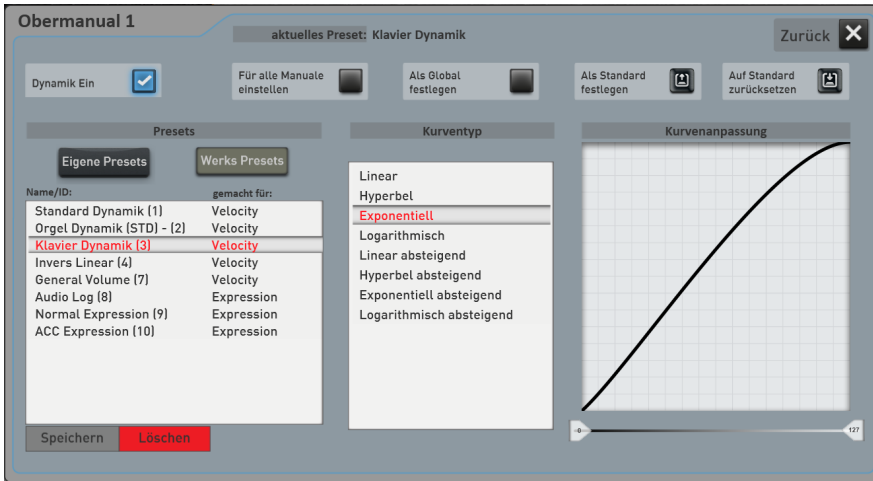 Obermanual 1
aktuelles Preset: Klavier Dynamik
Zurück
Dynamik Ein
Für alle Manuale
einstellen
Als Global
festlegen
Als Standard
festlegen
Auf Standard
zurücksetzen
Presets
Eigene Presets
Werks Presets
Name/ID: gemacht für:
Standard Dynamik (1) Velocity
Orgel Dynamik (STD) - (2) Velocity
Klavier Dynamik (3) Velocity
Invers Linear (4) Velocity
General Volume (7) Velocity
Audio Log (8) Expression
Normal Expression (9) Expression
ACC Expression (10) Expression
Speichern
Löschen
Kurventyp
Linear
Hyperbel
Exponentiell
Logarithmisch
Linear absteigend
Hyperbel absteigend
Exponentiell absteigend
Logarithmisch absteigend
Kurvenanpassung
0
127